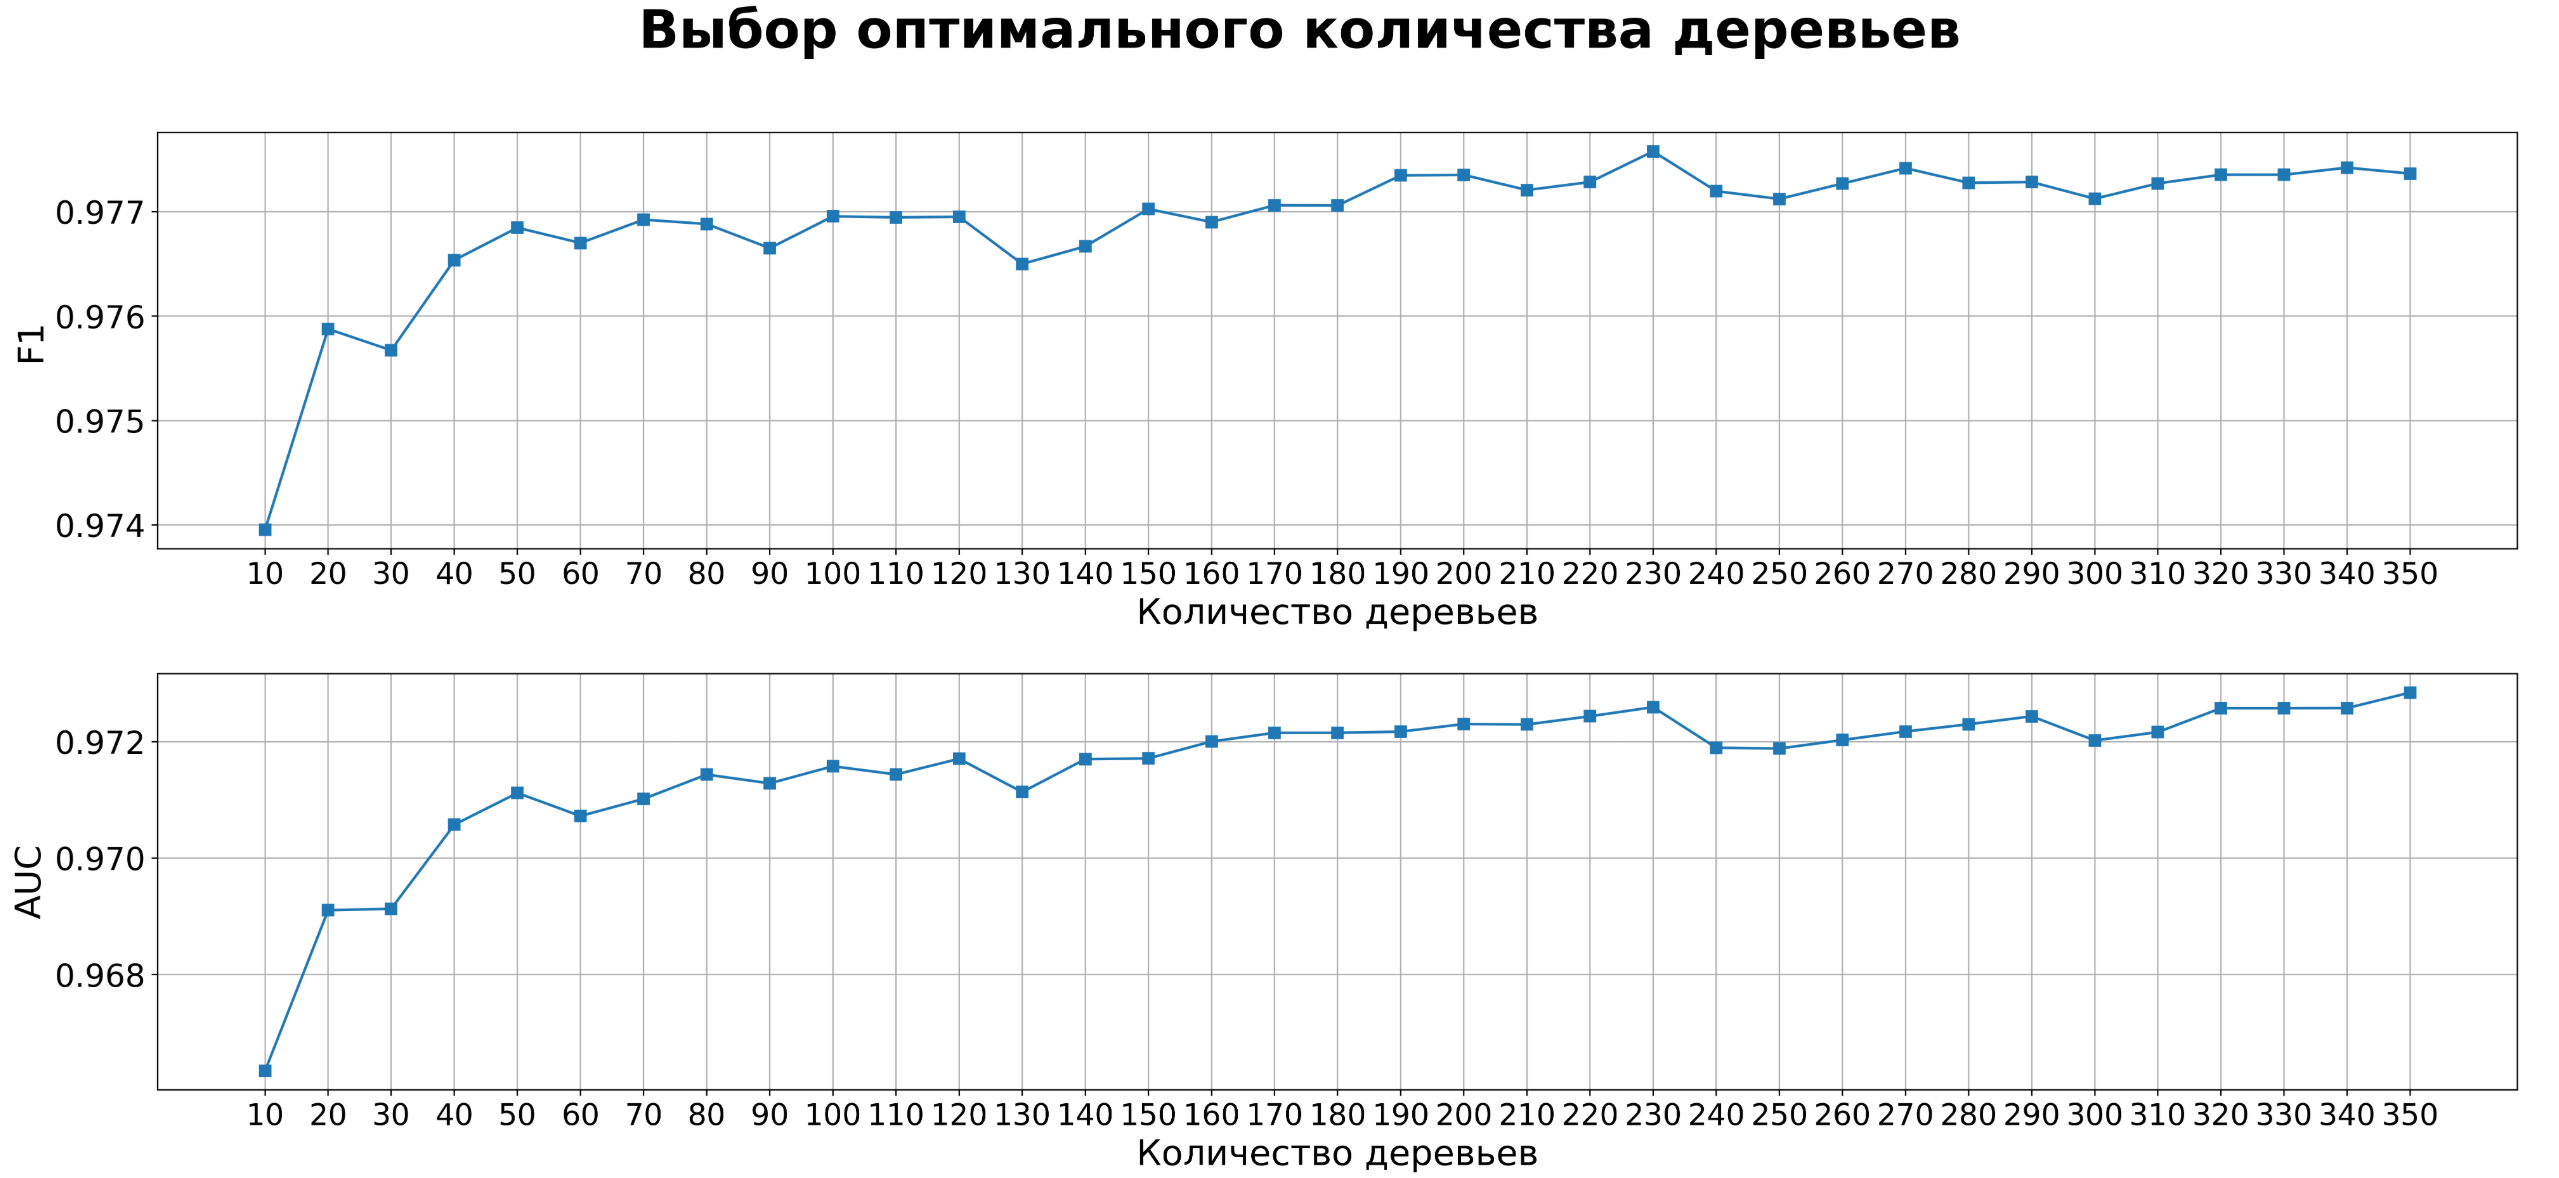 Выбор оптимального количества деревьев
0.977
0.976
0.975
0.974
F1
10 20 30 40 50 60 70 80 90 100 110 120 130 140 150 160 170 180 190 200 210 220 230 240 250 260 270 280 290 300 310 320 330 340 350
Количество деревьев
0.972
0.970
0.968
AUC
10 20 30 40 50 60 70 80 90 100 110 120 130 140 150 160 170 180 190 200 210 220 230 240 250 260 270 280 290 300 310 320 330 340 350
Количество деревьев